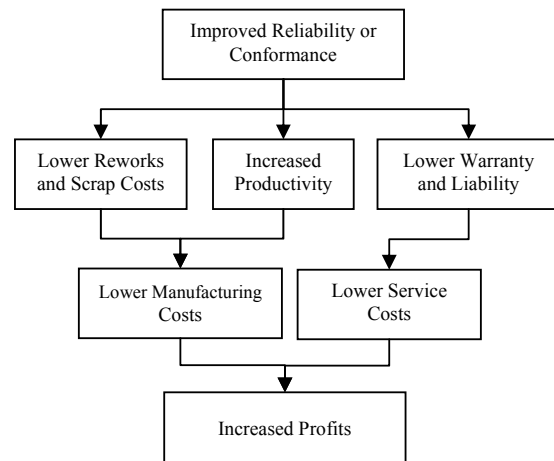 Improved Reliability or
Conformance
Lower Reworks
and Scrap Costs
Increased
Productivity
Lower Warranty
and Liability
Lower Manufacturing
Costs
Lower Service
Costs
Increased Profits